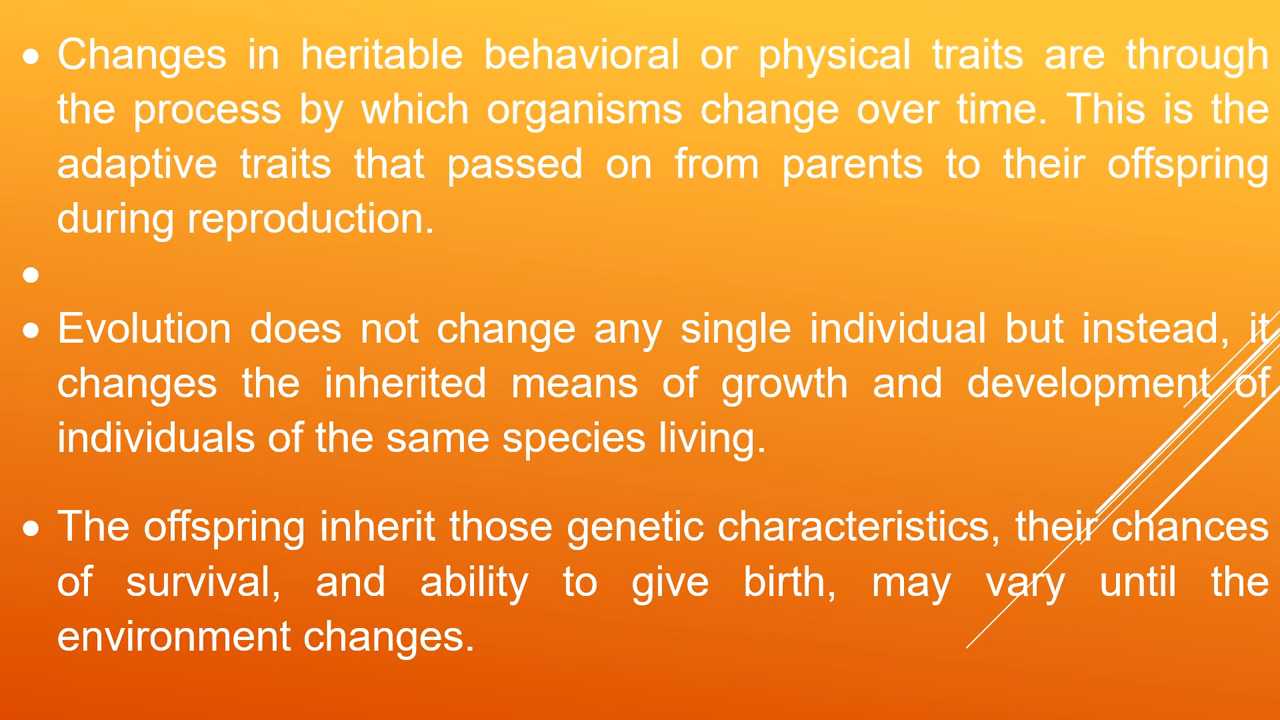 • Changes in heritable behavioral or physical traits are through
the process by which organisms change over time. This is the
adaptive traits that passed on from parents to their offspring
during reproduction.
•
• Evolution does not change any single individual but instead, it
changes the inherited means of growth and development of
individuals of the same species living.
• The offspring inherit those genetic characteristics, their chances
of survival, and ability to give birth, may vary until the
environment changes.